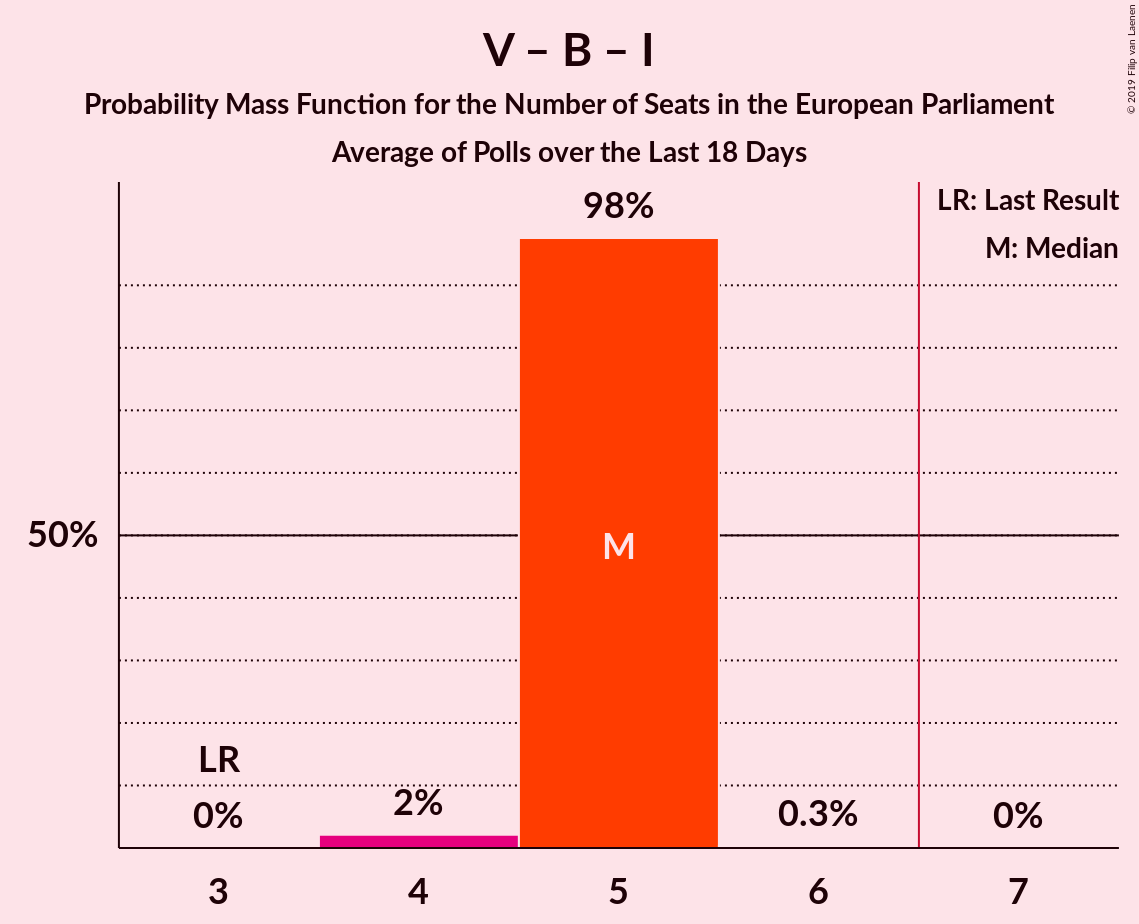 V – B – I
Probability Mass Function for the Number of Seats in the European Parliament
Average of Polls over the Last 18 Days
© 2019 Filip van Laenen
LR: Last Result
M: Median
98%
50%
M
LR
0%
2%
0.3%
0%
3 4 5 6 7